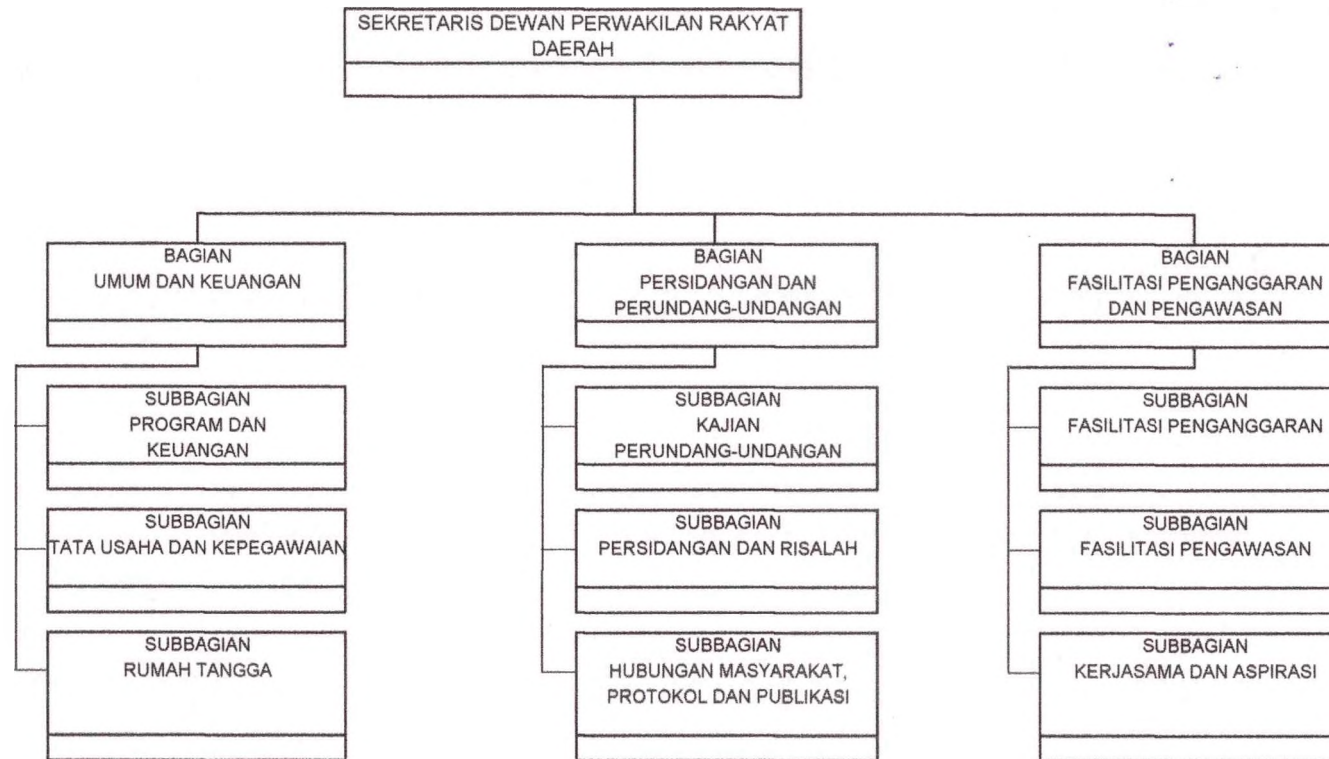 SEKRETARIS DEWAN PERWAKILAN RAKYAT
DAERAH
BAGIAN
UMUM DAN KEUANGAN
BAGIAN
PERSIDANGAN DAN
PERUNDANG-UNDANGAN
BAGIAN
FASILITASI PENGANGGARAN
DAN PENGAWASAN
SUBBAGIAN
PROGRAM DAN
KEUANGAN
SUBBAGIAN
KAJIAN
PERUNDANG-UNDANGAN
SUBBAGIAN
FASILITASI PENGANGGARAN
SUBBAGIAN
TATA USAHA DAN KEPEGAWAIAN
SUBBAGIAN
PERSIDANGAN DAN RISALAH
SUBBAGIAN
FASILITASI PENGAWASAN
SUBBAGIAN
RUMAH TANGGA
SUBBAGIAN
HUBUNGAN MASYARAKAT,
PROTOKOL DAN PUBLIKASI
SUBBAGIAN
KERJASAMA DAN ASPIRASI